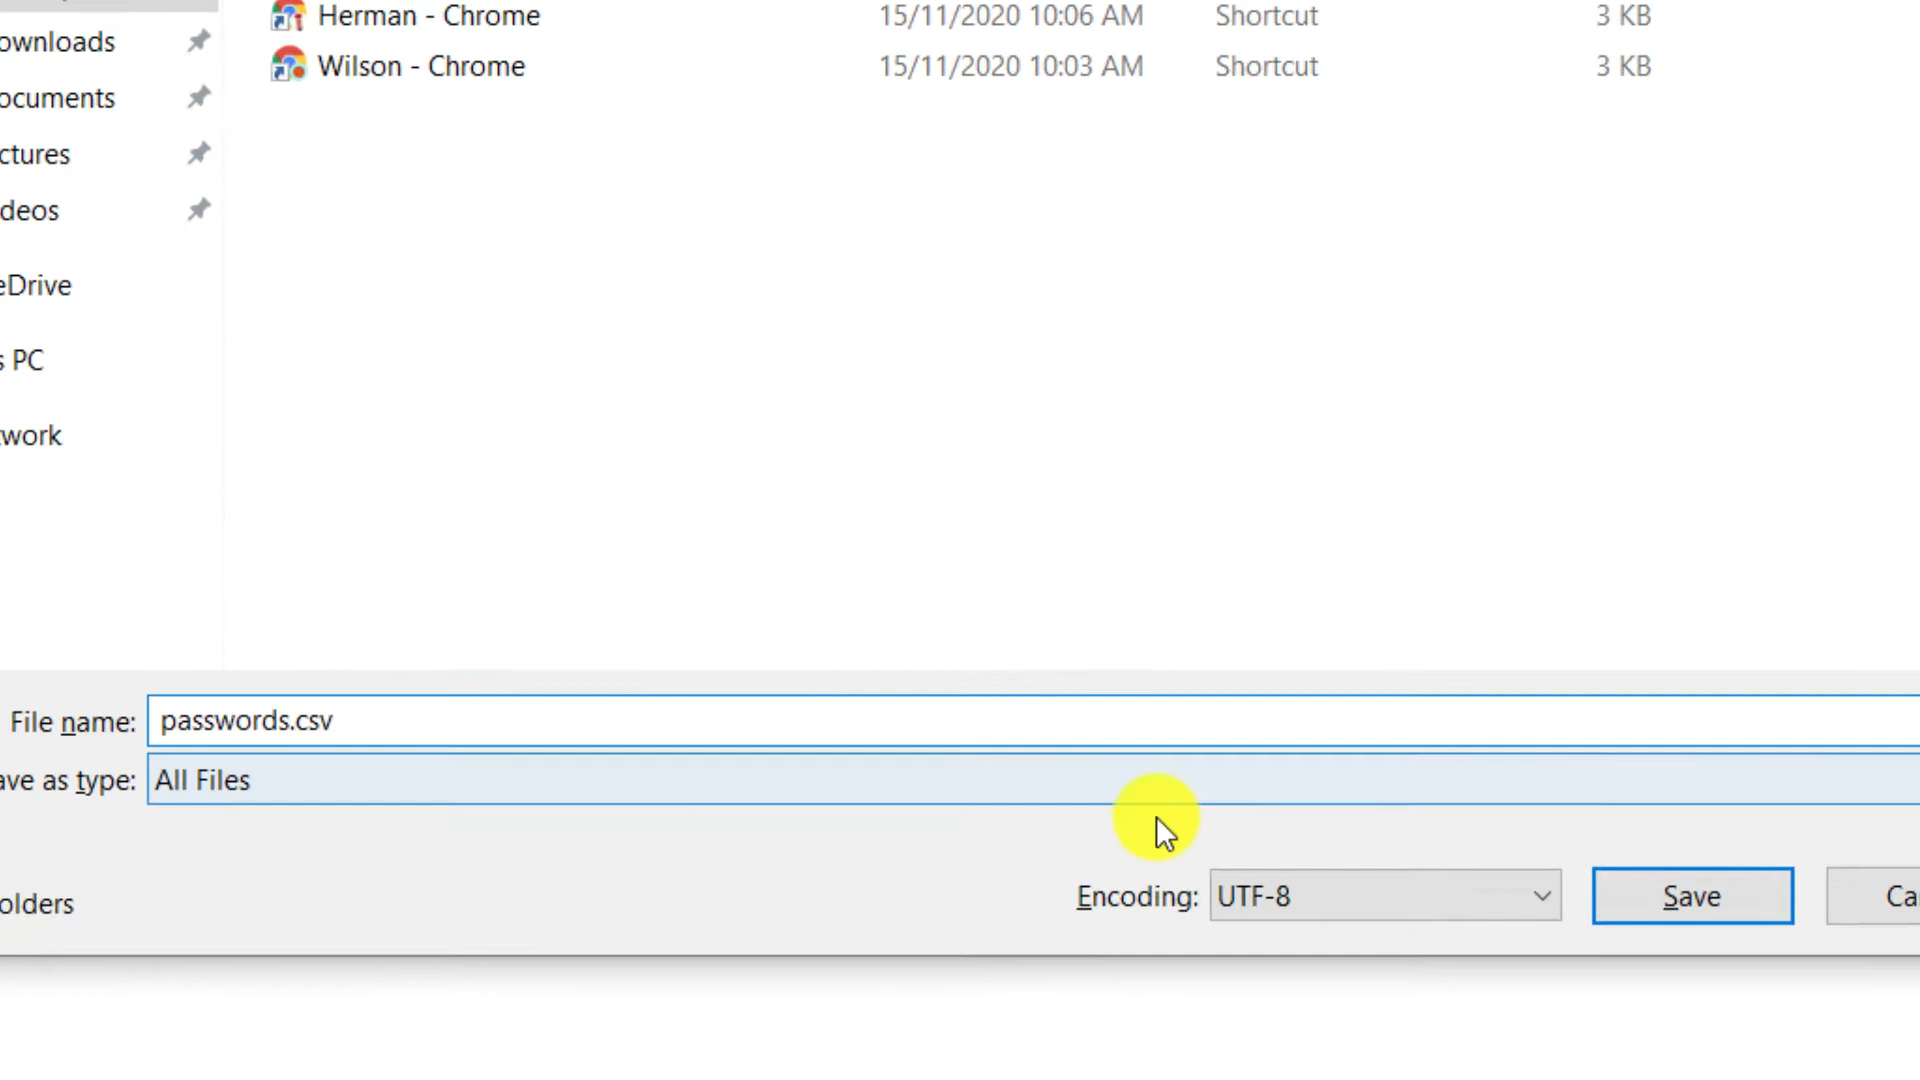 Herman - Chrome 15/11/2020 10:06 AM Shortcut 3 KB
ownloads
Wilson - Chrome 15/11/2020 10:03 AM Shortcut 3 KB
ocuments
ctures
deos
eDrive
s PC
work
File name: passwords.csv
ave as type: All Files
olders
Encoding: UTF-8 Save Ca